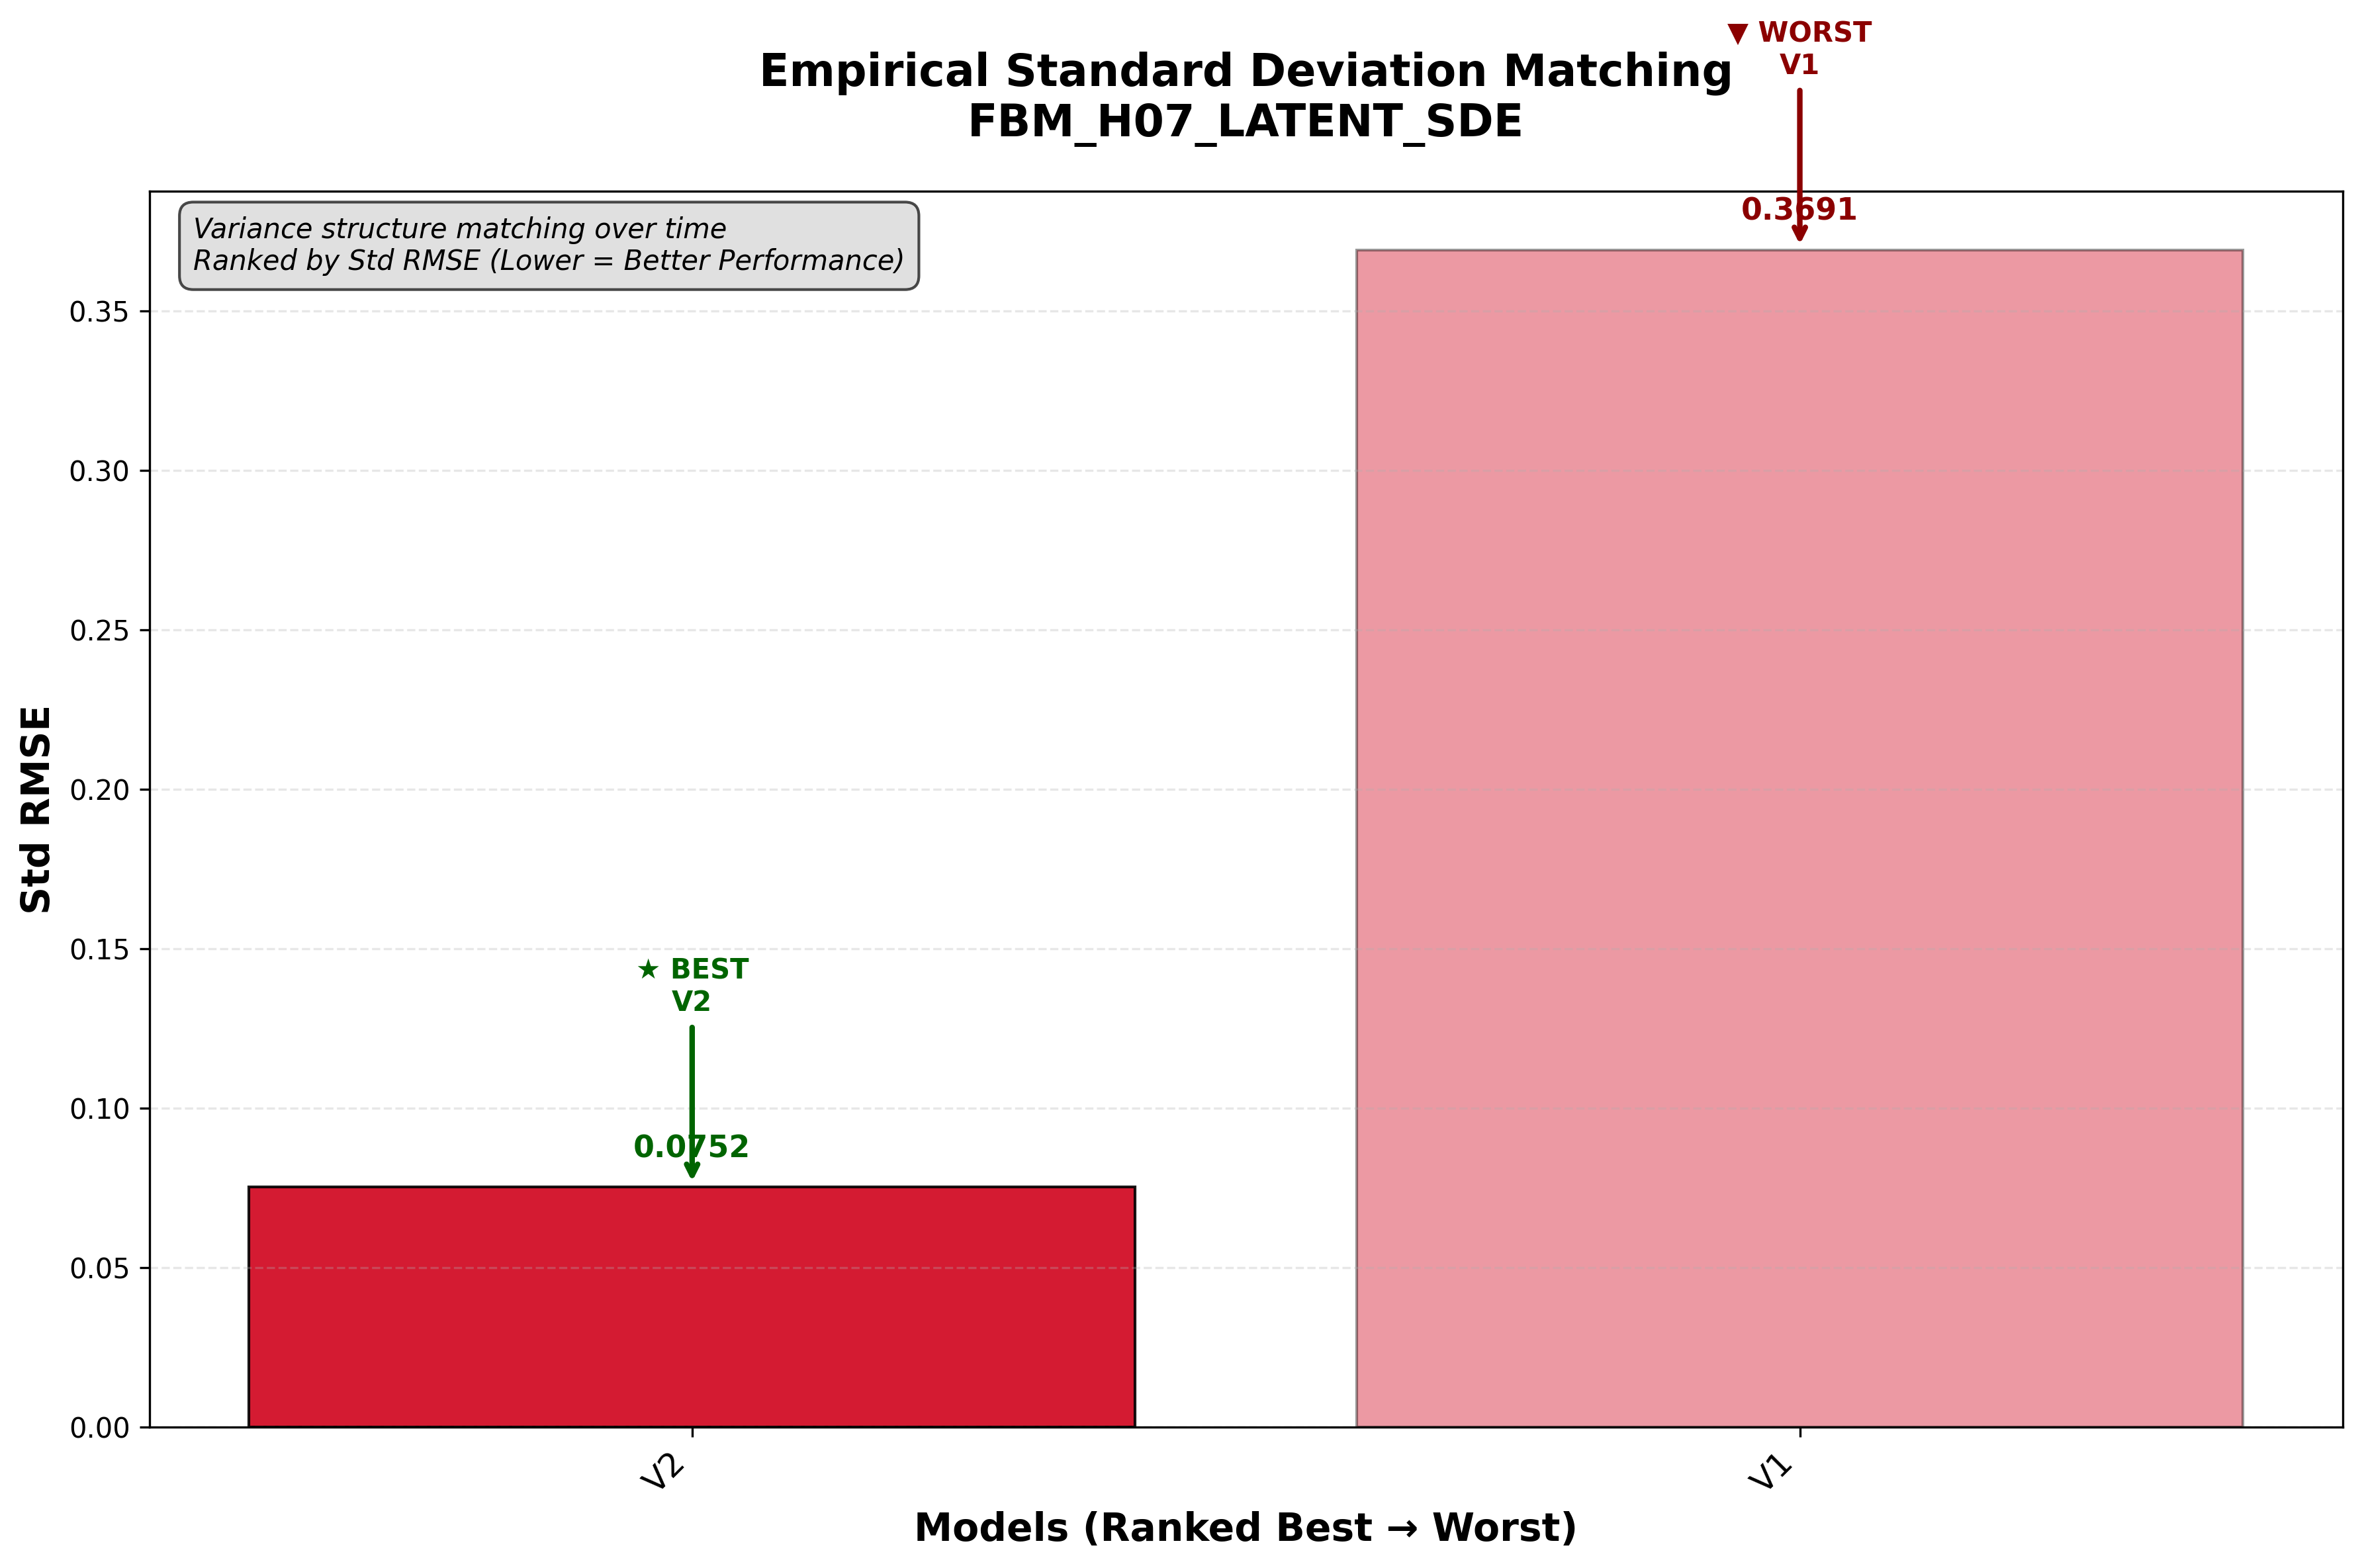 ▼ WORST
V1
Empirical Standard Deviation Matching
FBM_H07_LATENT_SDE
Variance structure matching over time
Ranked by Std RMSE (Lower = Better Performance)
0.3691
0.35
0.30
0.25
0.20
0.15
0.10
0.05
0.00
Std RMSE
★ BEST
V2
0.0752
V2
V1
Models (Ranked Best → Worst)